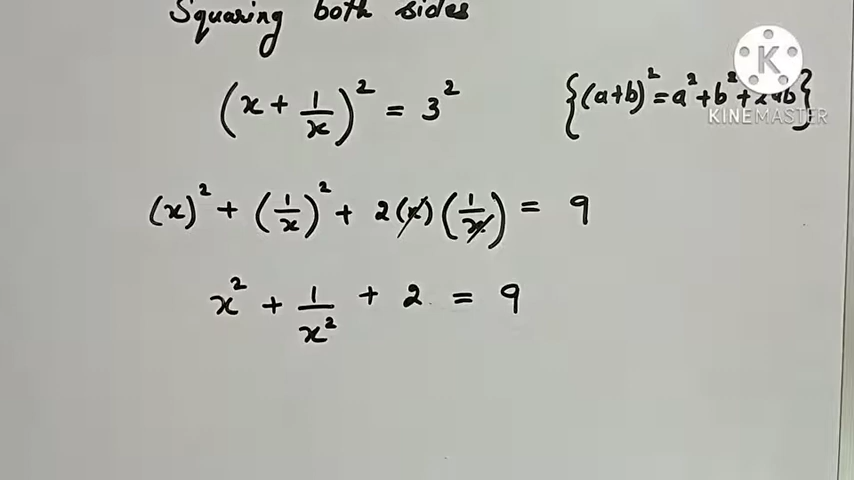 Squaring both sides
(x + 1/x)² = 3² {(a+b)² = a² + b² + 2ab}
K
KINEMASTER
(x)² + (1/x)² + 2(x)(1/x) = 9
x² + 1/x² + 2 = 9